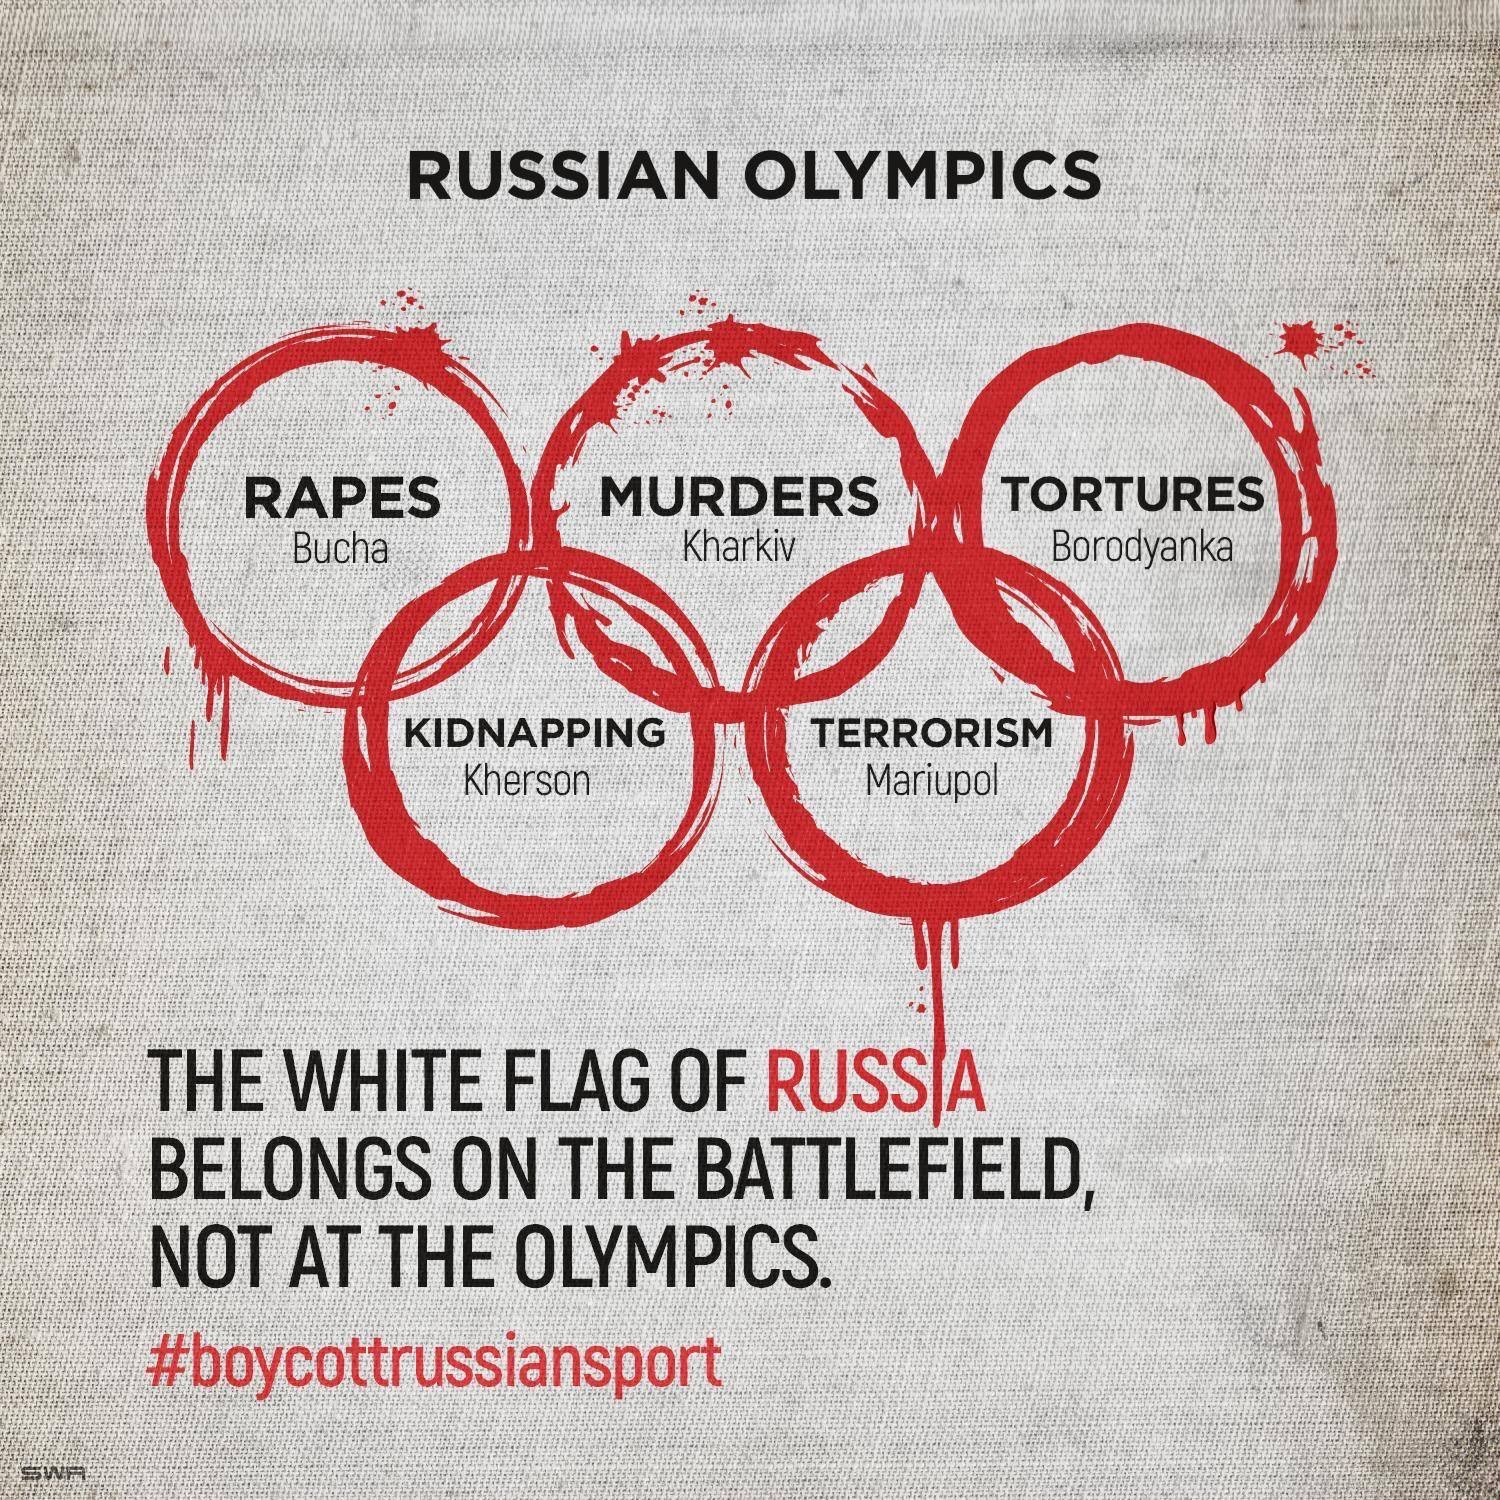 RUSSIAN OLYMPICS
RAPES
Bucha
MURDERS
Kharkiv
TORTURES
Borodyanka
KIDNAPPING
Kherson
TERRORISM
Mariupol
THE WHITE FLAG OF RUSSIA
BELONGS ON THE BATTLEFIELD,
NOT AT THE OLYMPICS.
#boycottrussiansport
SWA